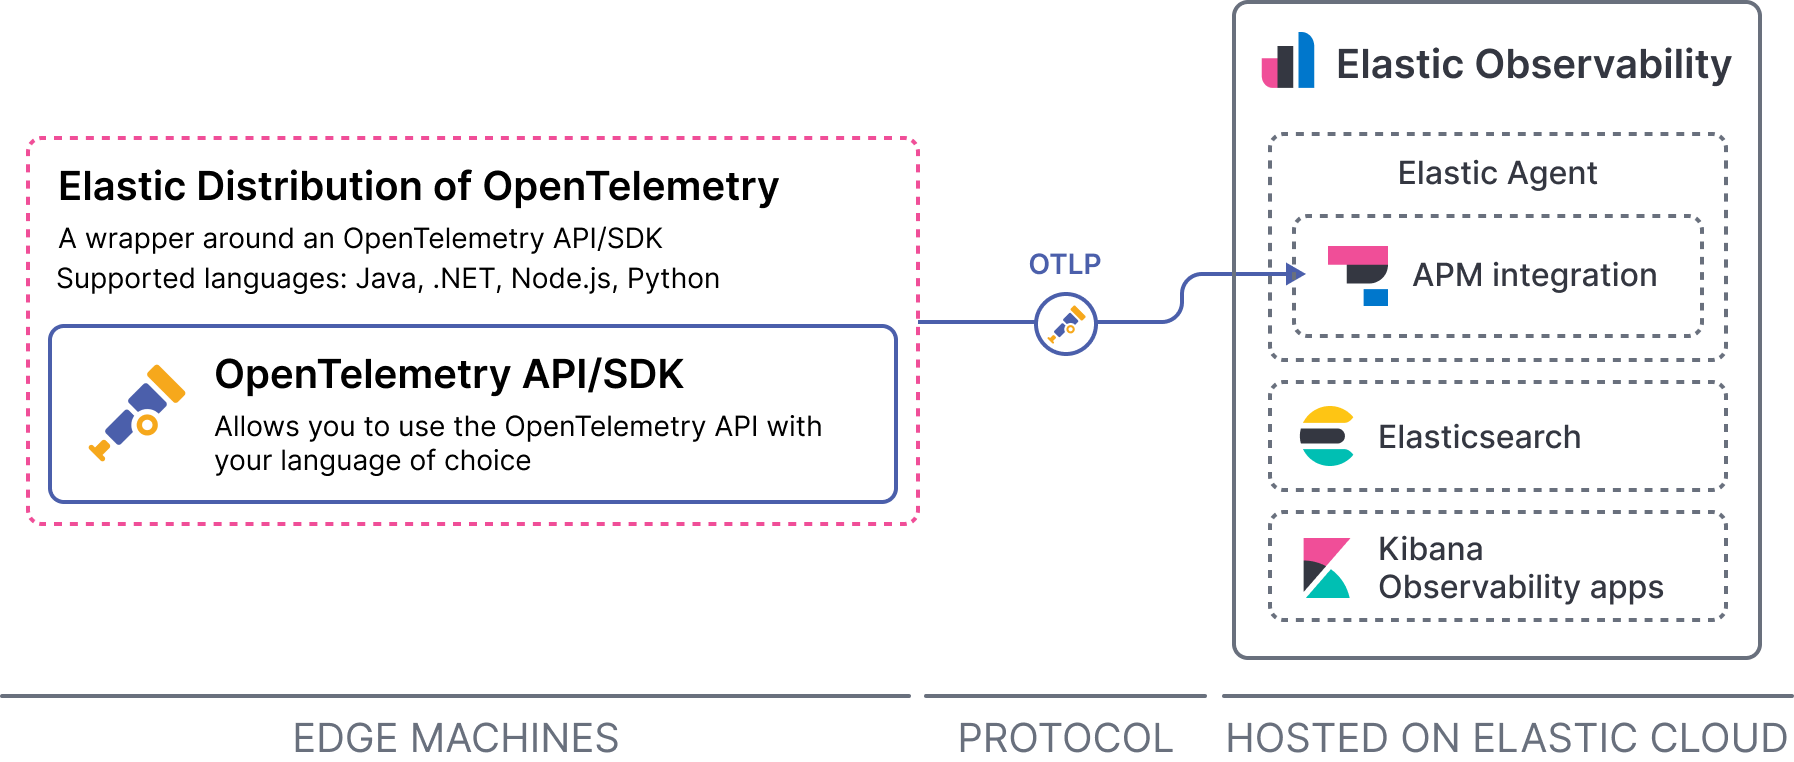 Elastic Distribution of OpenTelemetry
A wrapper around an OpenTelemetry API/SDK
Supported languages: Java, .NET, Node.js, Python
OpenTelemetry API/SDK
Allows you to use the OpenTelemetry API with
your language of choice
OTLP
Elastic Observability
Elastic Agent
APM integration
Elasticsearch
Kibana
Observability apps
EDGE MACHINES
PROTOCOL
HOSTED ON ELASTIC CLOUD